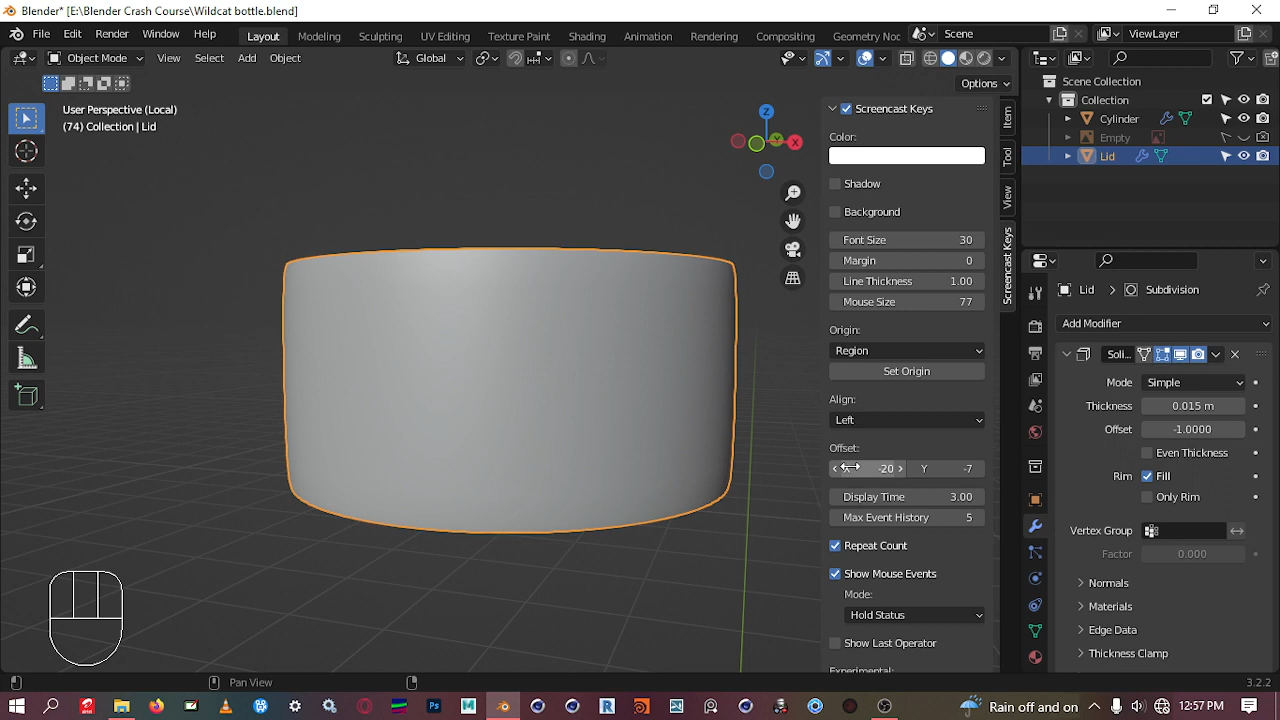 Blender* [E:\Blender Crash Course\Wildcat bottle.blend]
File Edit Render Window Help Layout Modeling Sculpting UV Editing Texture Paint Shading Animation Rendering Compositing Geometry Noc Scene ViewLayer
Object Mode View Select Add Object Global
Options
User Perspective (Local)
(74) Collection | Lid
Z
Y
X
Screencast Keys
Color:
Shadow
Background
Font Size 30
Margin 0
Line Thickness 1.00
Mouse Size 77
Origin:
Region
Set Origin
Align:
Left
Offset:
X -20 Y -7
Display Time 3.00
Max Event History 5
Repeat Count
Show Mouse Events
Mode:
Hold Status
Show Last Operator
Experimental:
Item
Tool
View
Screencast Keys
Scene Collection
Collection
Cylinder
Empty
Lid
Lid > Subdivision
Add Modifier
Soli...
Mode Simple
Thickness 0.015 m
Offset -1.0000
Even Thickness
Rim Fill
Only Rim
Vertex Group
Factor 0.000
Normals
Materials
Edge Data
Thickness Clamp
Pan View
3.2.2
Rain on and off
12:57 PM